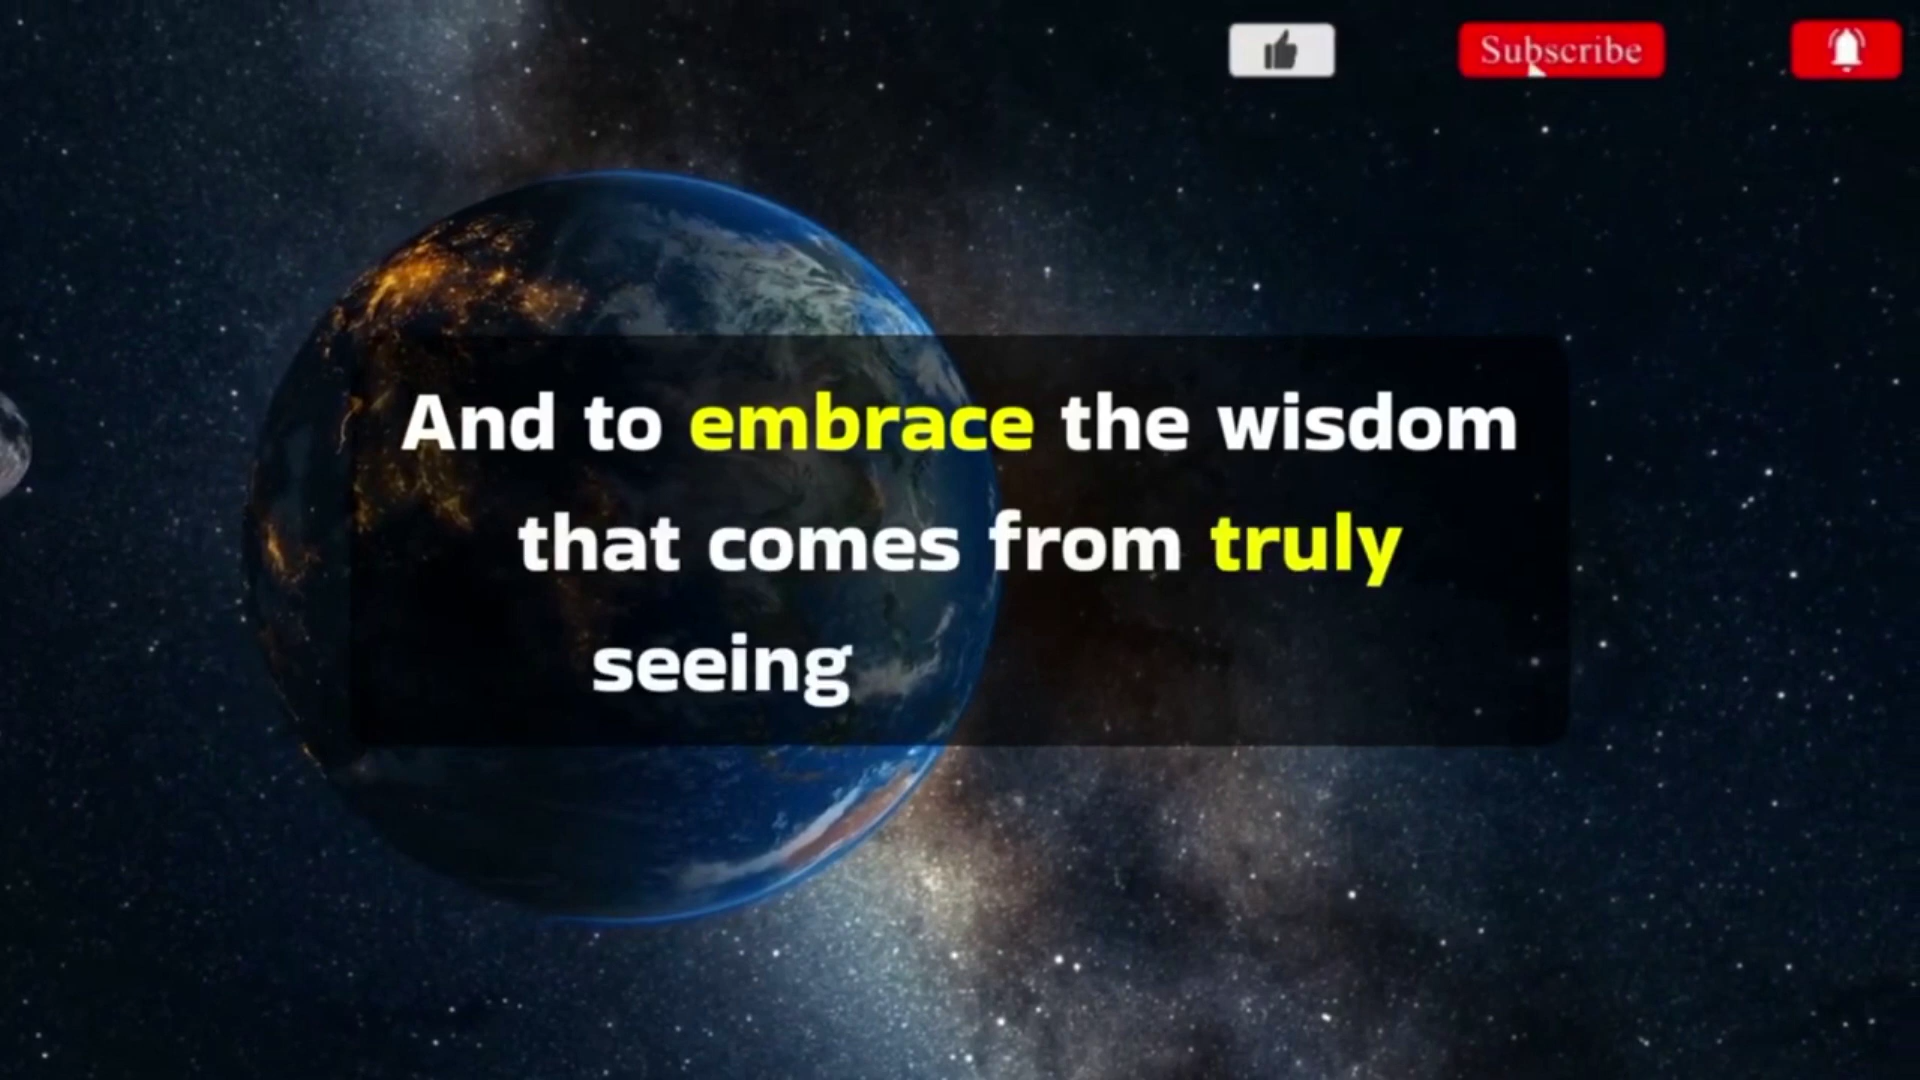 Subscribe
And to embrace the wisdom
that comes from truly
seeing